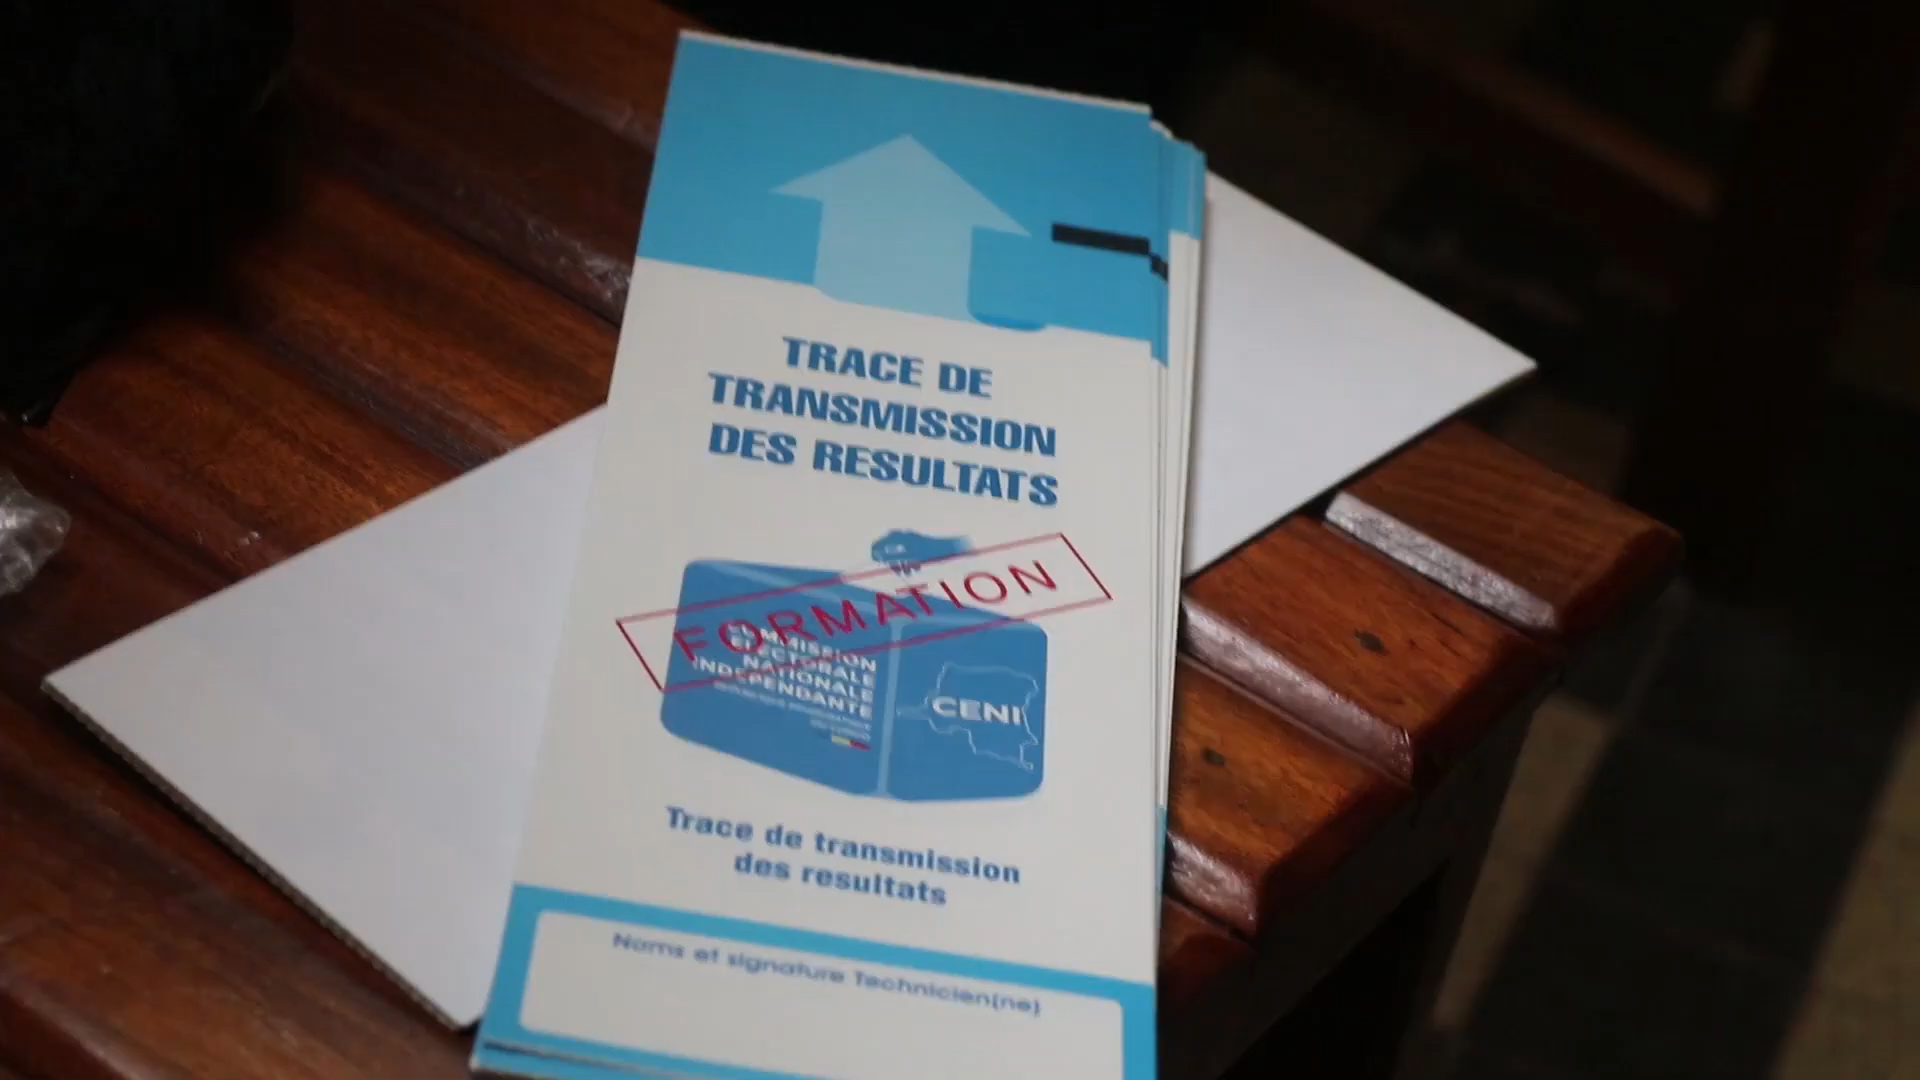 TRACE DE
TRANSMISSION
DES RESULTATS
FORMATION
COMMISSION
ELECTORALE
NATIONALE
INDEPENDANTE
CENI
Trace de transmission
des resultats
Noms et signature Technicien(ne)